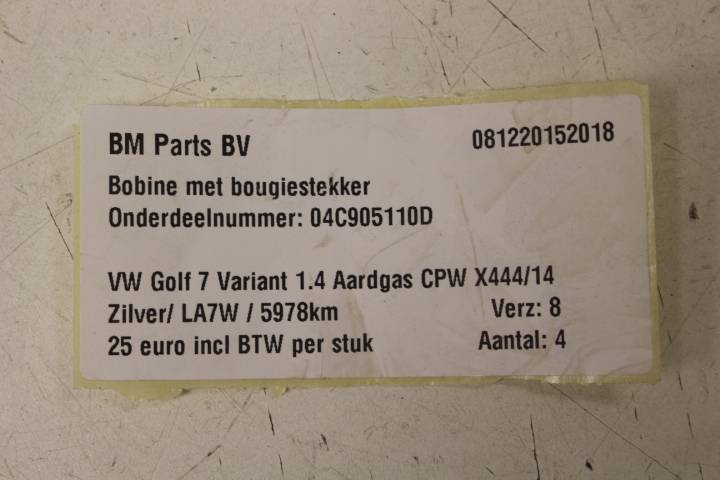 BM Parts BV 081220152018
Bobine met bougiestekker
Onderdeelnummer: 04C905110D
VW Golf 7 Variant 1.4 Aardgas CPW X444/14
Zilver/ LA7W / 5978km Verz: 8
25 euro incl BTW per stuk Aantal: 4